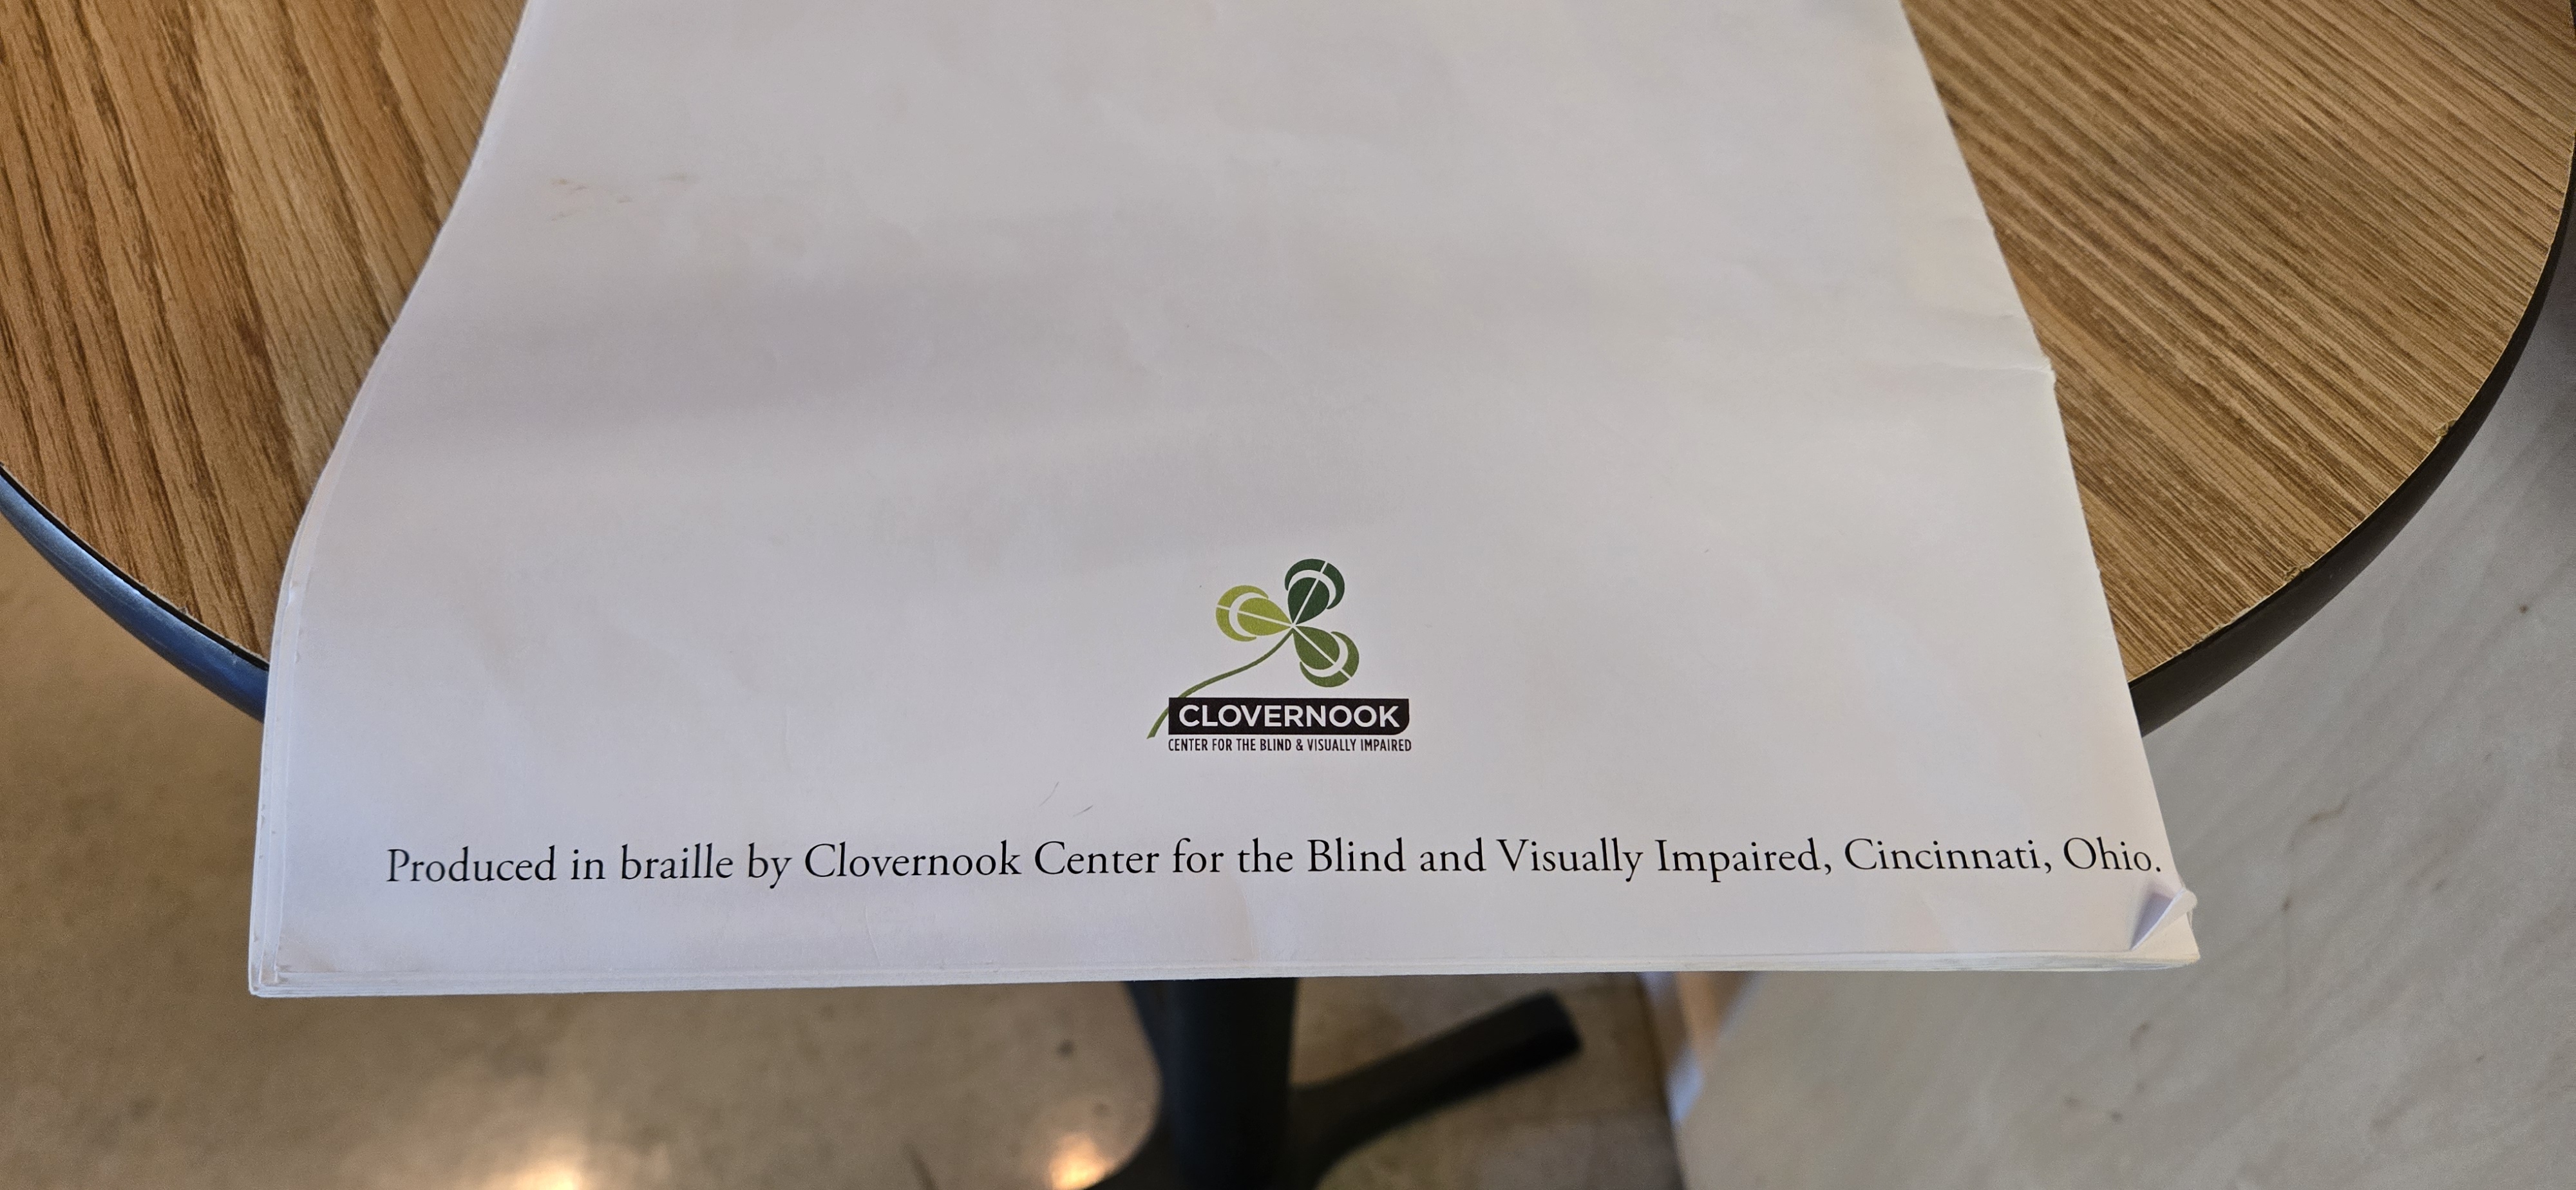 CLOVERNOOK
CENTER FOR THE BLIND & VISUALLY IMPAIRED
Produced in braille by Clovernook Center for the Blind and Visually Impaired, Cincinnati, Ohio.